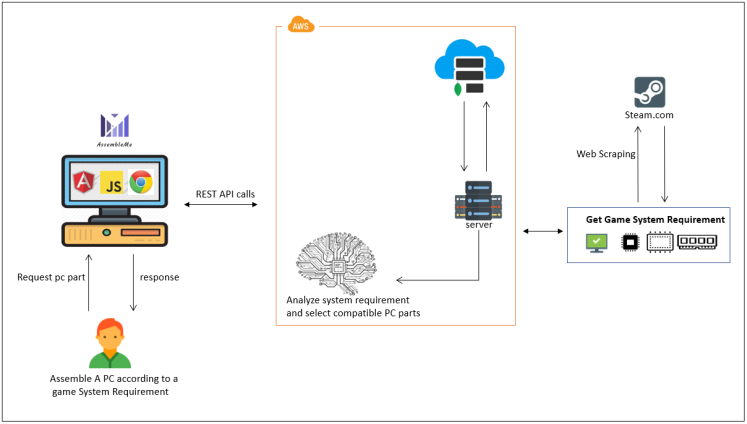 AWS
Steam.com
AssembleMe
JS
Web Scraping
REST API calls
Get Game System Requirement
server
Request pc part
response
Analyze system requirement
and select compatible PC parts
Assemble A PC according to a
game System Requirement